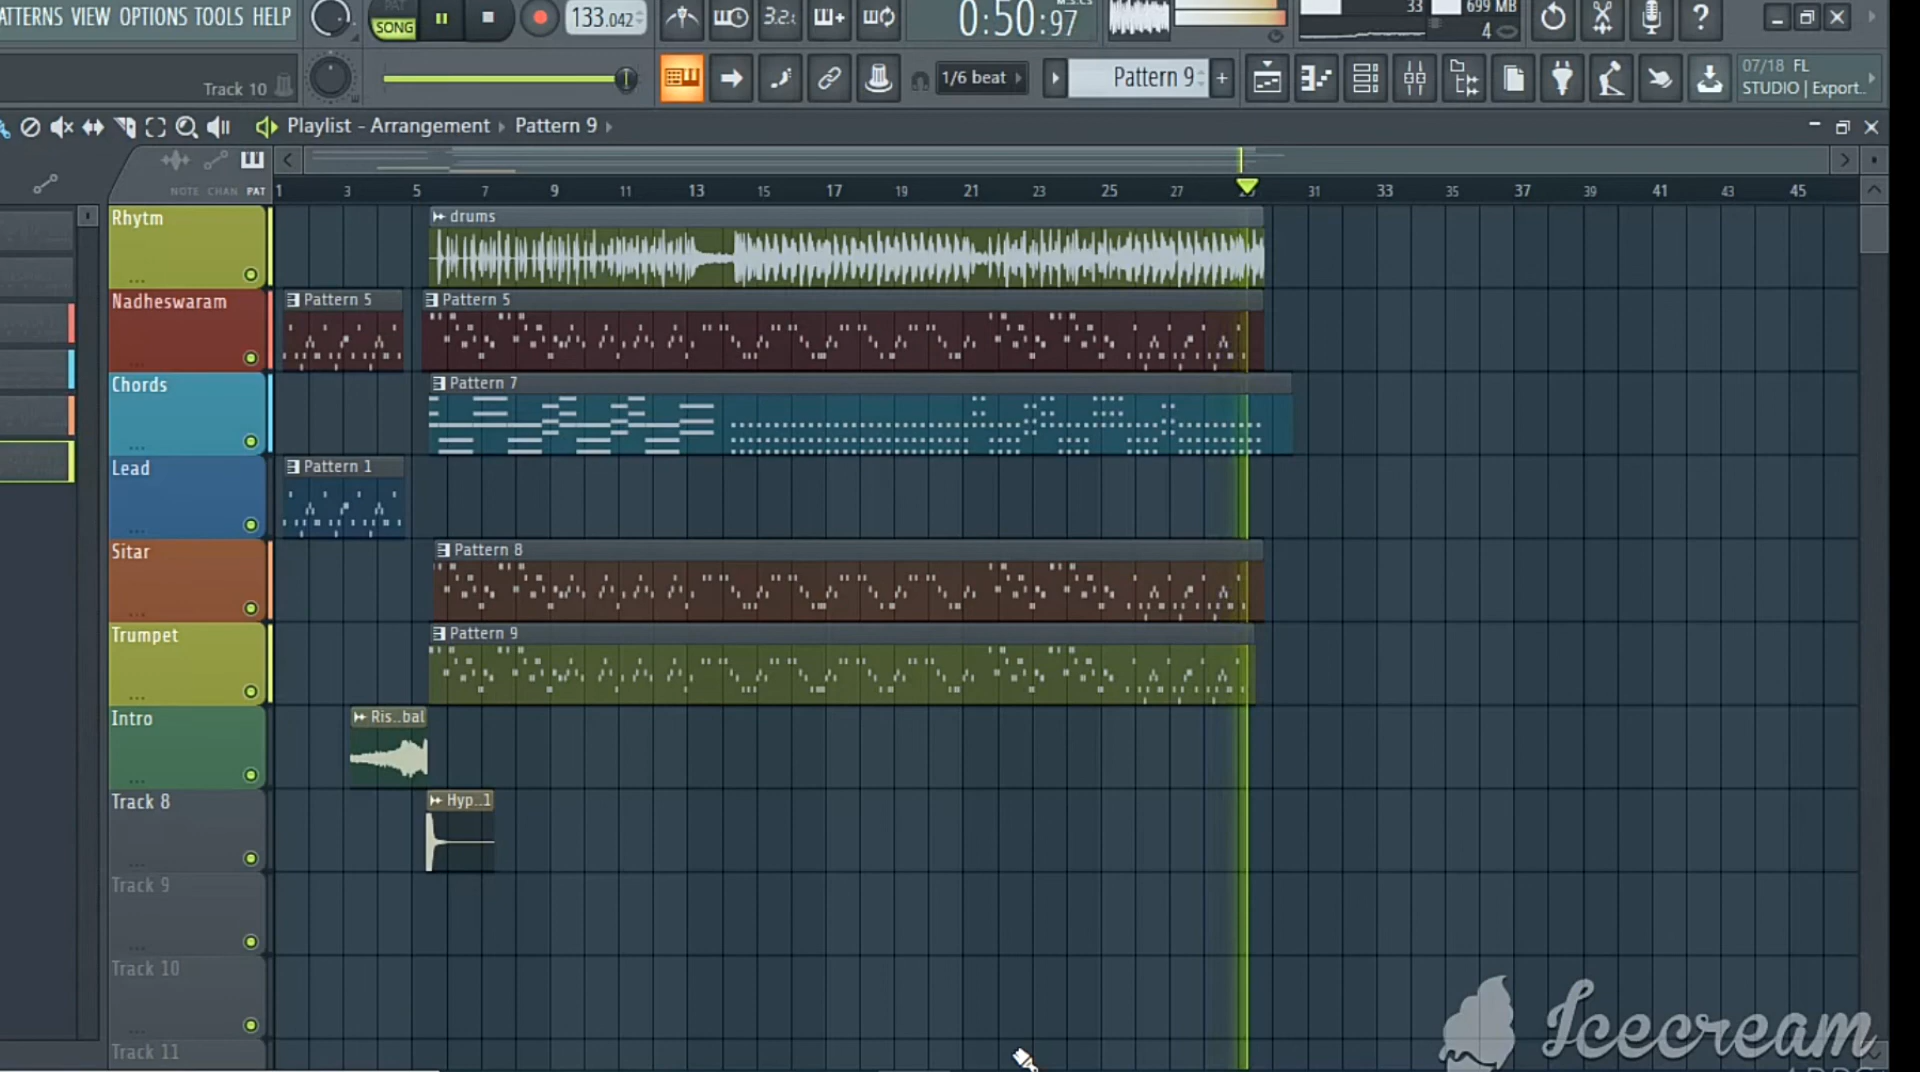 ATTERNS VIEW OPTIONS TOOLS HELP
PAT
SONG
133.042
3.2
0:50:97
M:S:CS
33
699 MB
4
Track 10
1/6 beat
Pattern 9
+
?
07/18 FL
STUDIO | Export..
Playlist - Arrangement
Pattern 9
NOTE CHAN PAT
1 3 5 7 9 11 13 15 17 19 21 23 25 27 31 33 35 37 39 41 43 45
Rhytm
drums
Nadheswaram
Pattern 5
Pattern 5
Chords
Pattern 7
Lead
Pattern 1
Sitar
Pattern 8
Trumpet
Pattern 9
Intro
Ris..bal
Track 8
Hyp..1
Track 9
Track 10
Track 11
Icecream